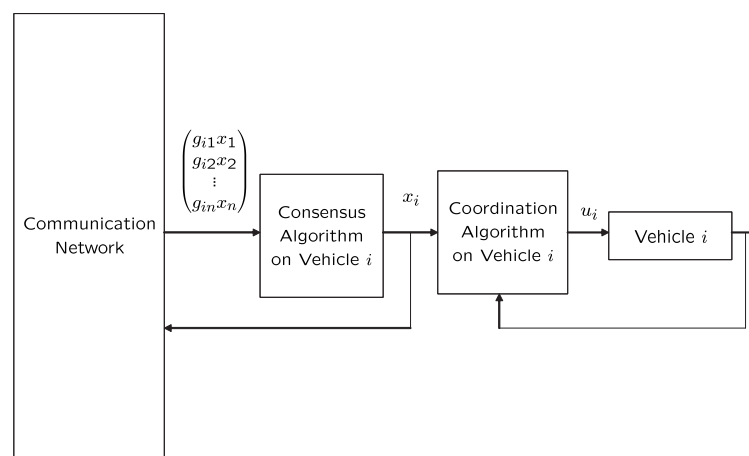 Communication
Network
g_{i1}x_1
g_{i2}x_2
⋮
g_{in}x_n
Consensus
Algorithm
on Vehicle i
x_i
Coordination
Algorithm
on Vehicle i
u_i
Vehicle i